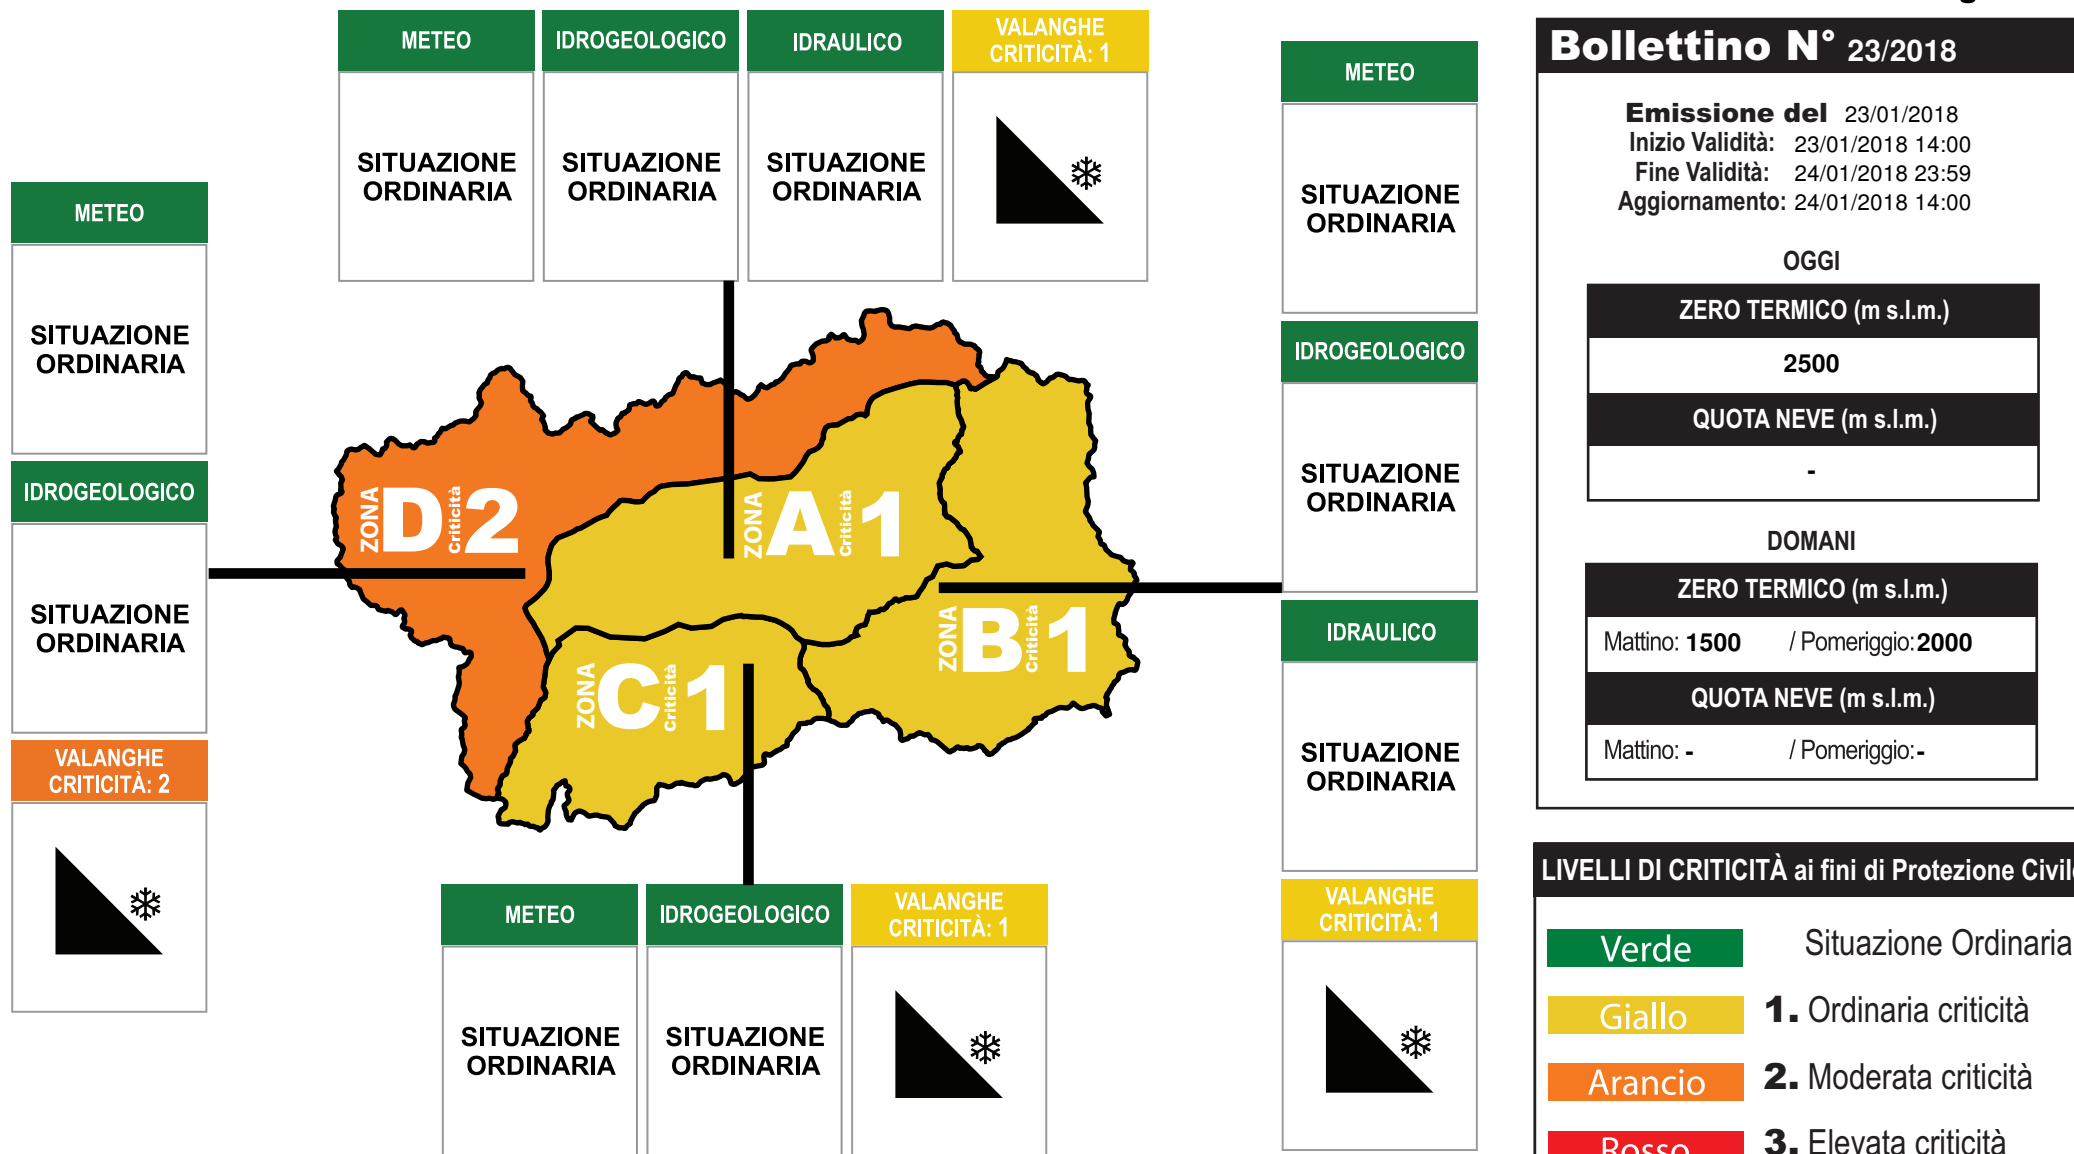 METEO
SITUAZIONE
ORDINARIA
IDROGEOLOGICO
SITUAZIONE
ORDINARIA
VALANGHE
CRITICITÀ: 2
METEO
SITUAZIONE
ORDINARIA
IDROGEOLOGICO
SITUAZIONE
ORDINARIA
IDRAULICO
SITUAZIONE
ORDINARIA
VALANGHE
CRITICITÀ: 1
ZONA D Criticità 2
ZONA A Criticità 1
ZONA B Criticità 1
ZONA C Criticità 1
METEO
SITUAZIONE
ORDINARIA
IDROGEOLOGICO
SITUAZIONE
ORDINARIA
VALANGHE
CRITICITÀ: 1
METEO
SITUAZIONE
ORDINARIA
IDROGEOLOGICO
SITUAZIONE
ORDINARIA
IDRAULICO
SITUAZIONE
ORDINARIA
VALANGHE
CRITICITÀ: 1
Bollettino N° 23/2018
Emissione del 23/01/2018
Inizio Validità: 23/01/2018 14:00
Fine Validità: 24/01/2018 23:59
Aggiornamento: 24/01/2018 14:00
OGGI
ZERO TERMICO (m s.l.m.)
2500
QUOTA NEVE (m s.l.m.)
-
DOMANI
ZERO TERMICO (m s.l.m.)
Mattino: 1500 / Pomeriggio: 2000
QUOTA NEVE (m s.l.m.)
Mattino: - / Pomeriggio: -
LIVELLI DI CRITICITÀ ai fini di Protezione Civile
Verde Situazione Ordinaria
Giallo 1. Ordinaria criticità
Arancio 2. Moderata criticità
Rosso 3. Elevata criticità